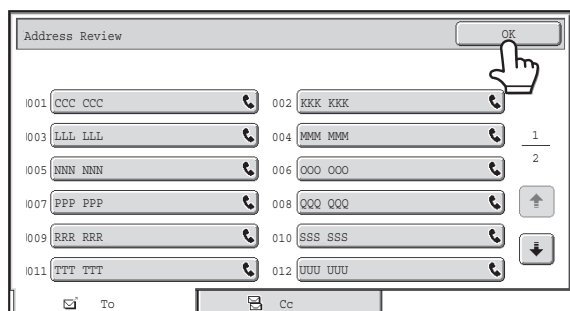 Address Review OK
001 CCC CCC 002 KKK KKK
003 LLL LLL 004 MMM MMM
1
005 NNN NNN 006 OOO OOO
2
007 PPP PPP 008 QQQ QQQ
009 RRR RRR 010 SSS SSS
011 TTT TTT 012 UUU UUU
To Cc